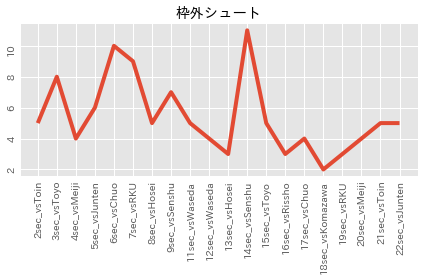 枠外シュート
10
8
6
4
2
2sec_vsToin
3sec_vsToyo
4sec_vsMeiji
5sec_vsJunten
6sec_vsChuo
7sec_vsRKU
8sec_vsHosei
9sec_vsSenshu
11sec_vsWaseda
12sec_vsWaseda
13sec_vsHosei
14sec_vsSenshu
15sec_vsToyo
16sec_vsRissho
17sec_vsChuo
18sec_vsKomazawa
19sec_vsRKU
20sec_vsMeiji
21sec_vsToin
22sec_vsJunten